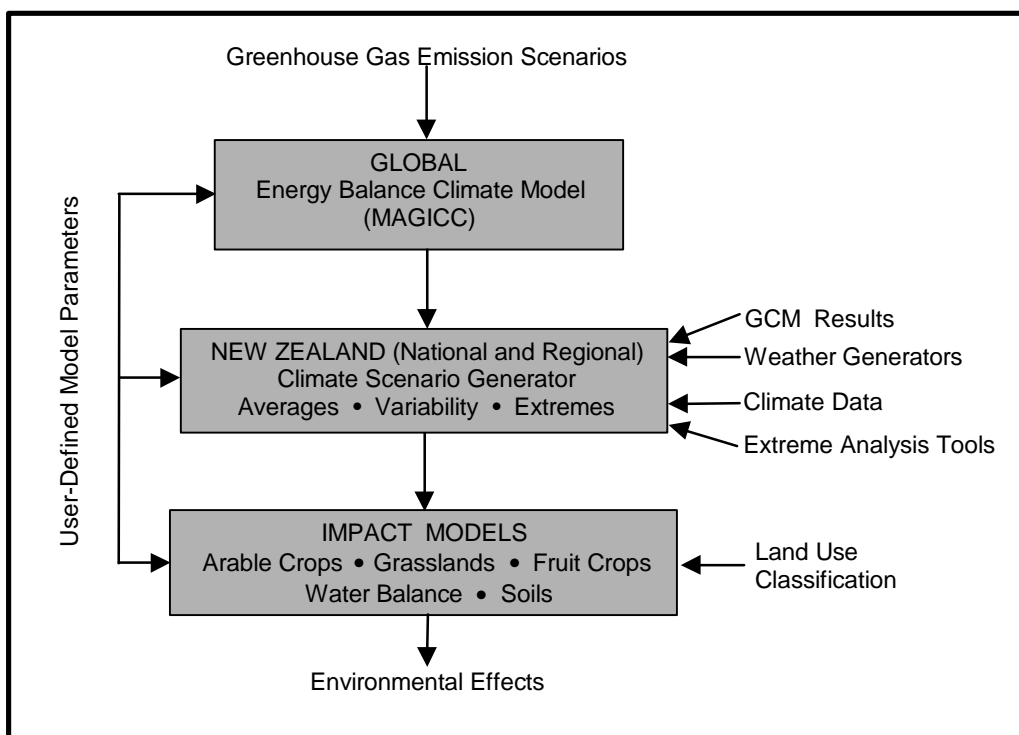 Greenhouse Gas Emission Scenarios
GLOBAL
Energy Balance Climate Model
(MAGICC)
User-Defined Model Parameters
NEW ZEALAND (National and Regional)
Climate Scenario Generator
Averages • Variability • Extremes
GCM Results
Weather Generators
Climate Data
Extreme Analysis Tools
IMPACT MODELS
Arable Crops • Grasslands • Fruit Crops
Water Balance • Soils
Land Use
Classification
Environmental Effects